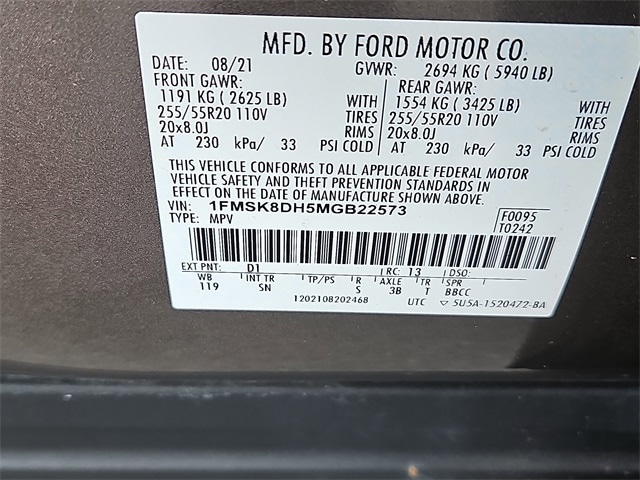 MFD. BY FORD MOTOR CO.
DATE: 08/21 GVWR: 2694 KG ( 5940 LB)
FRONT GAWR: REAR GAWR:
1191 KG ( 2625 LB) WITH 1554 KG ( 3425 LB) WITH
255/55R20 110V TIRES 255/55R20 110V TIRES
20x8.0J RIMS 20x8.0J RIMS
AT 230 kPa/ 33 PSI COLD AT 230 kPa/ 33 PSI COLD
THIS VEHICLE CONFORMS TO ALL APPLICABLE FEDERAL MOTOR
VEHICLE SAFETY AND THEFT PREVENTION STANDARDS IN
EFFECT ON THE DATE OF MANUFACTURE SHOWN ABOVE.
VIN: 1FMSK8DH5MGB22573 F0095
TYPE: MPV T0242
EXT PNT: D1 RC: 13 DSO:
WB INT TR TP/PS R AXLE TR SPR
119 SN S 3B T BBCC
1202108202468 UTC ▽ 5U5A-1520472-BA